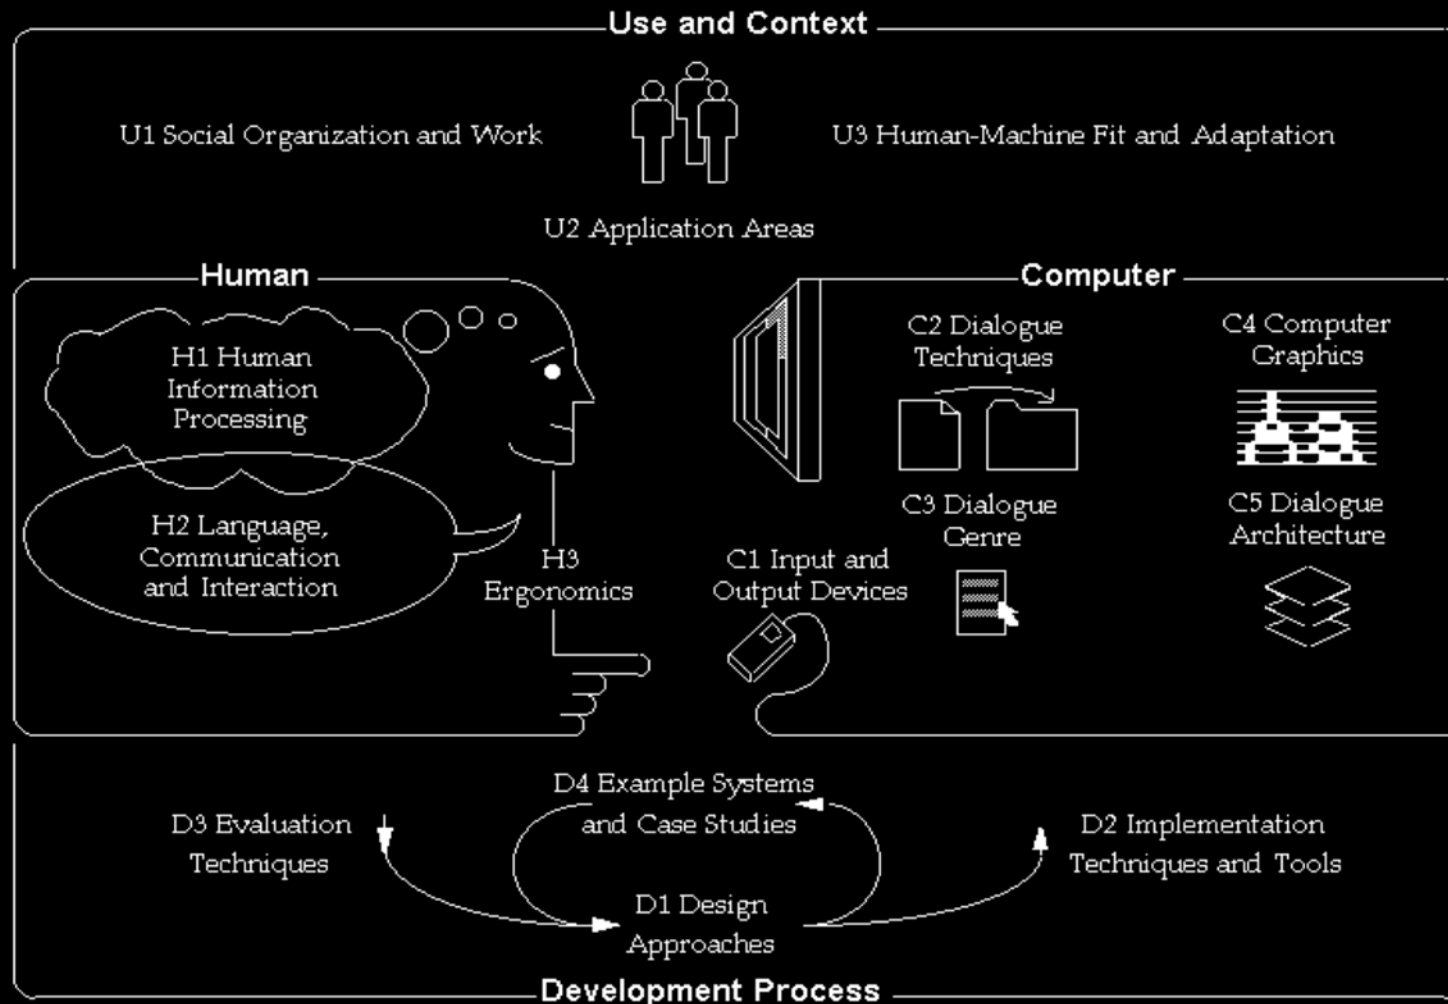 Use and Context
U1 Social Organization and Work
U3 Human-Machine Fit and Adaptation
U2 Application Areas
Human
H1 Human
Information
Processing
H2 Language,
Communication
and Interaction
H3
Ergonomics
Computer
C2 Dialogue
Techniques
C4 Computer
Graphics
C3 Dialogue
Genre
C5 Dialogue
Architecture
C1 Input and
Output Devices
D4 Example Systems
and Case Studies
D3 Evaluation
Techniques
D2 Implementation
Techniques and Tools
D1 Design
Approaches
Development Process